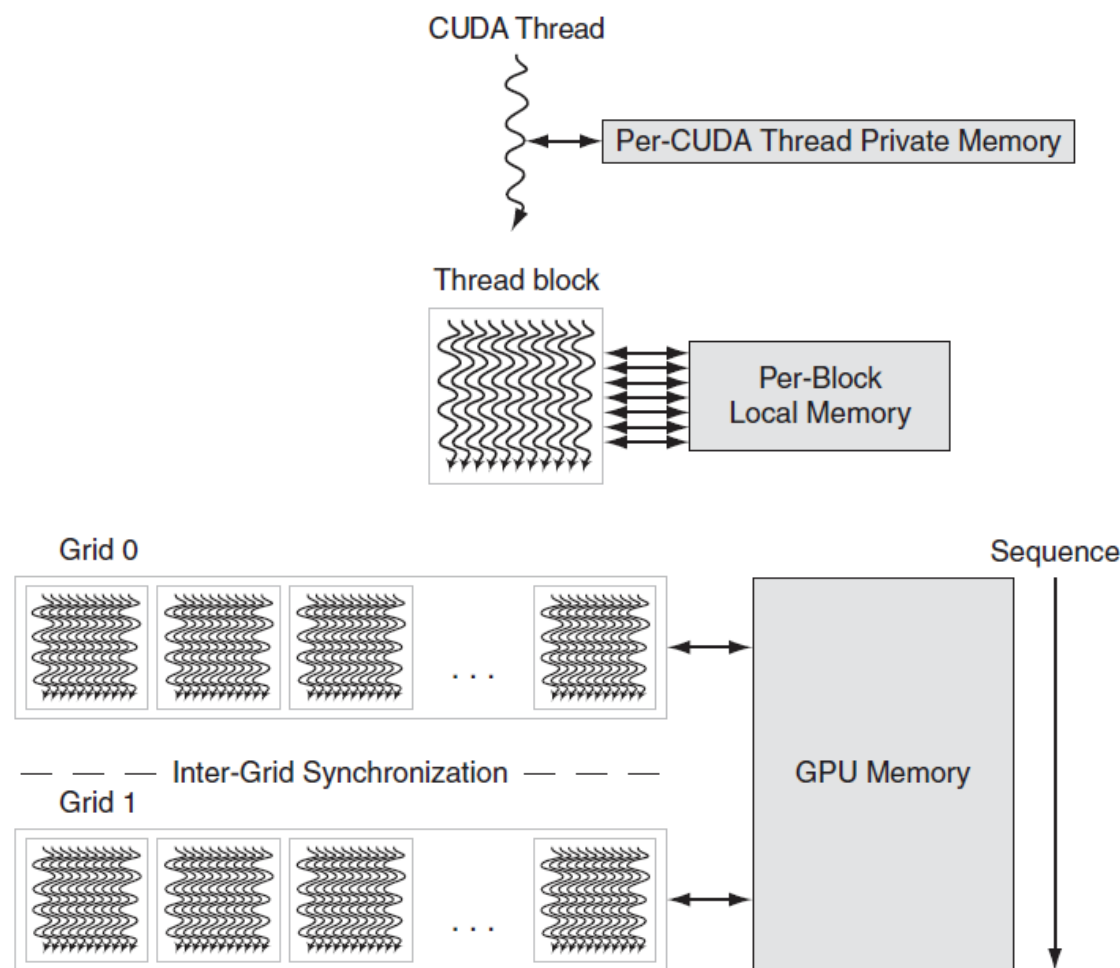 CUDA Thread
Per-CUDA Thread Private Memory
Thread block
Per-Block
Local Memory
Grid 0
Sequence
. . .
Inter-Grid Synchronization
GPU Memory
Grid 1
. . .